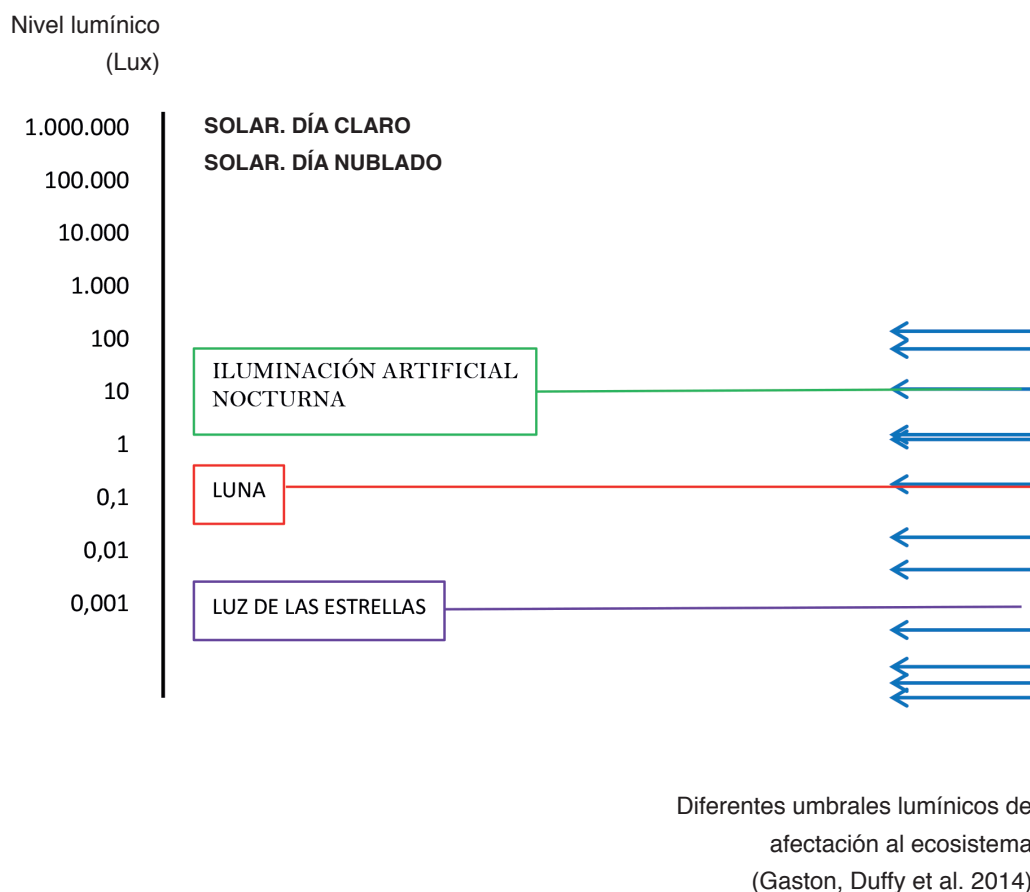 Nivel lumínico
(Lux)
1.000.000
SOLAR. DÍA CLARO
SOLAR. DÍA NUBLADO
100.000
10.000
1.000
100
ILUMINACIÓN ARTIFICIAL
NOCTURNA
10
1
LUNA
0,1
0,01
0,001
LUZ DE LAS ESTRELLAS
Diferentes umbrales lumínicos de
afectación al ecosistema
(Gaston, Duffy et al. 2014)